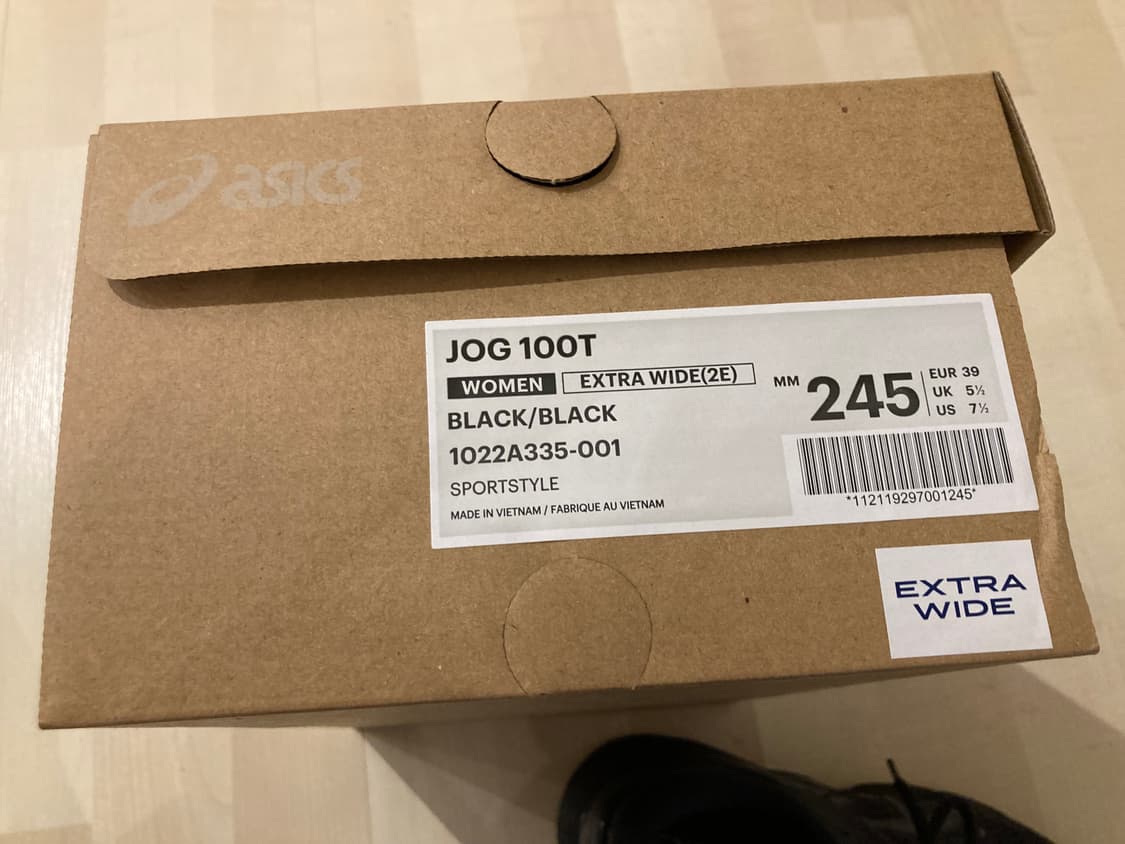 asics
JOG 100T
WOMEN EXTRA WIDE(2E)
BLACK/BLACK
1022A335-001
SPORTSTYLE
MADE IN VIETNAM / FABRIQUE AU VIETNAM
MM 245
EUR 39
UK 5½
US 7½
*112119297001245*
EXTRA
WIDE